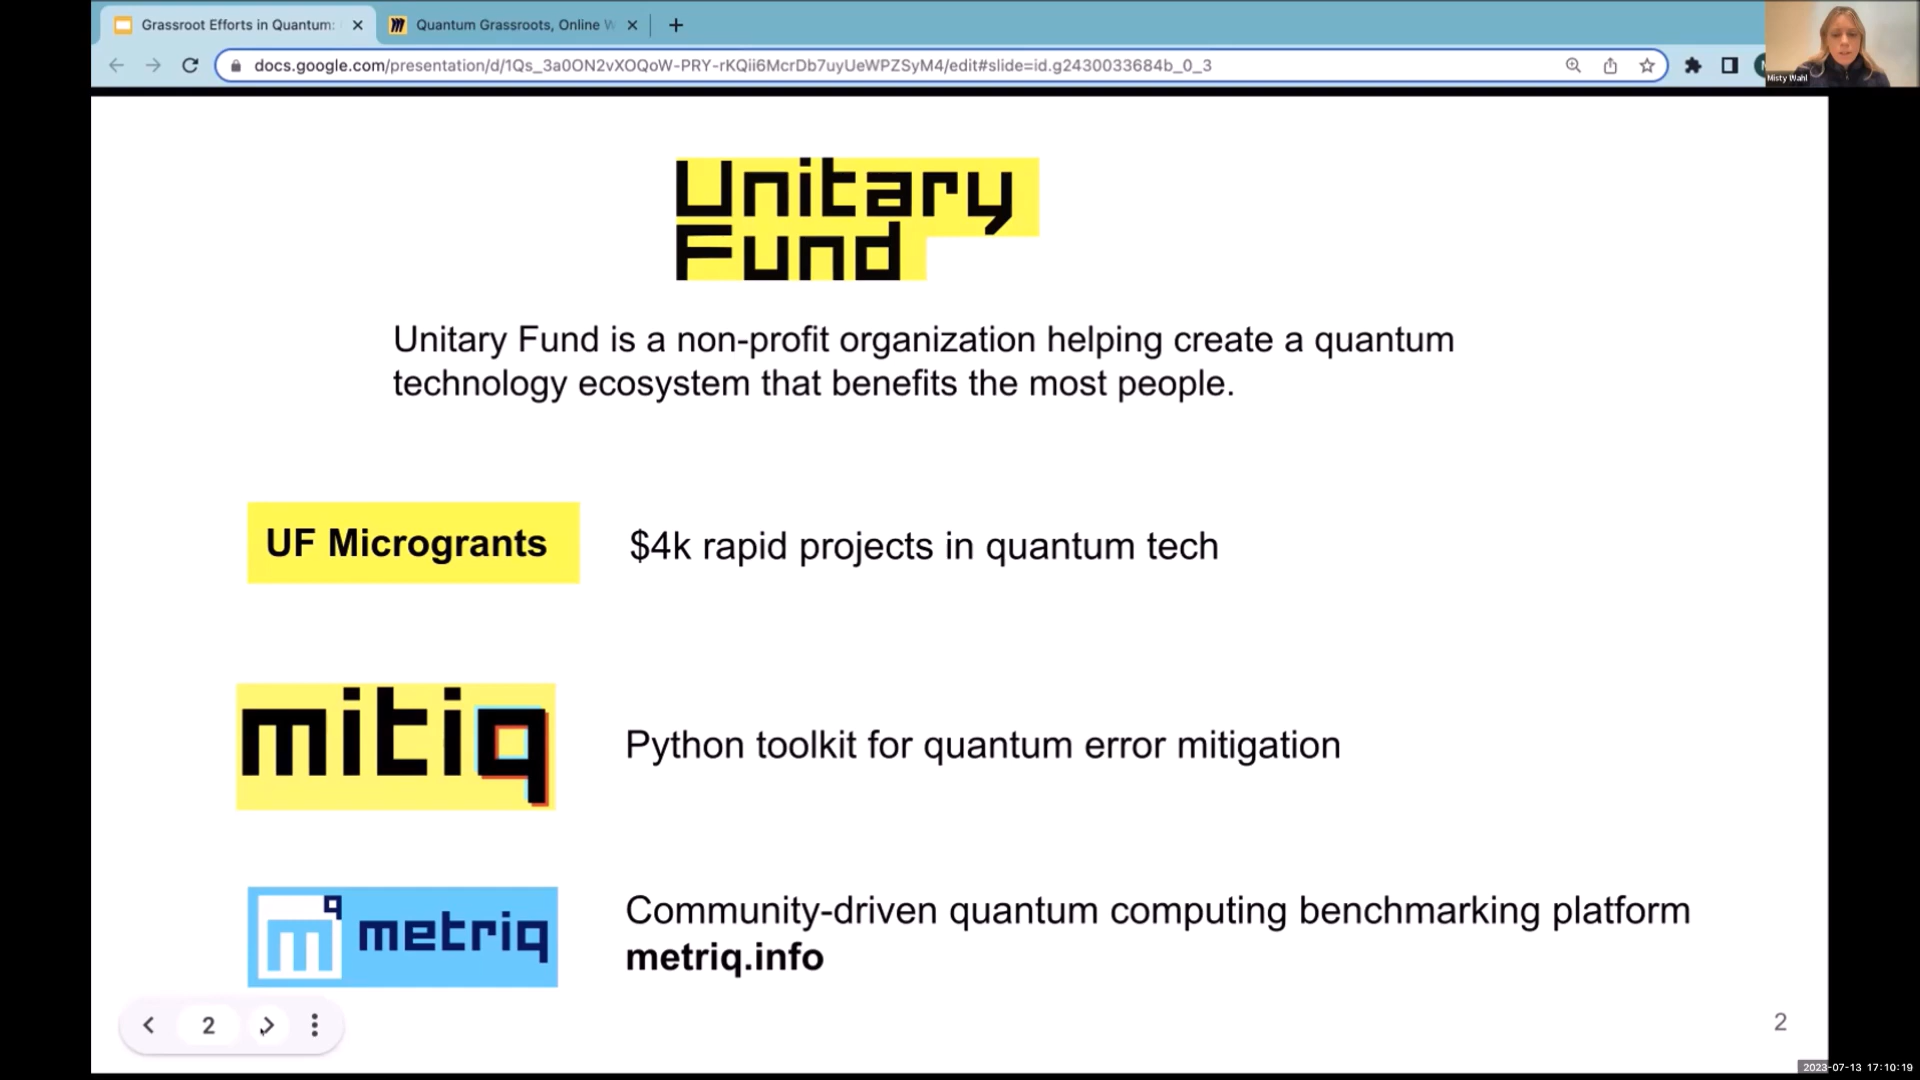 Grassroot Efforts in Quantum:
Quantum Grassroots, Online W
docs.google.com/presentation/d/1Qs_3a0ON2vXOQoW-PRY-rKQii6McrDb7uyUeWPZSyM4/edit#slide=id.g2430033684b_0_3
Misty Wahl
Unitary
Fund
Unitary Fund is a non-profit organization helping create a quantum
technology ecosystem that benefits the most people.
UF Microgrants
$4k rapid projects in quantum tech
mitiq
Python toolkit for quantum error mitigation
metriq
Community-driven quantum computing benchmarking platform
metriq.info
2
2
2023-07-13 17:10:19